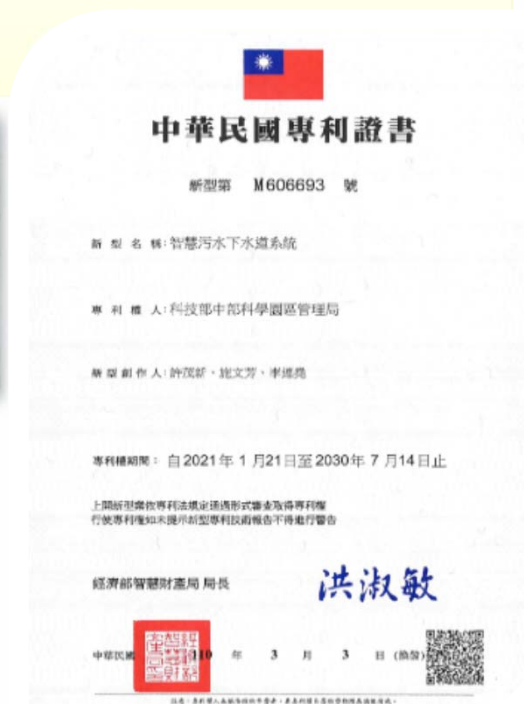 中華民國專利證書
新型第 M606693 號
新 型 名 稱:智慧污水下水道系統
專 利 權 人:科技部中部科學園區管理局
新 型 創 作 人:許茂新、施文芳、李
專利權期間: 自2021年 1 月21日至2030年 7 月14日止
上開新型業依專利法規定通過形式審查取得專利權
行使專利權如未提示新型專利技術報告不得進行警告
經濟部智慧財產局 局長
洪淑敏
中華民國 110 年 3 月 3 日 (換發)